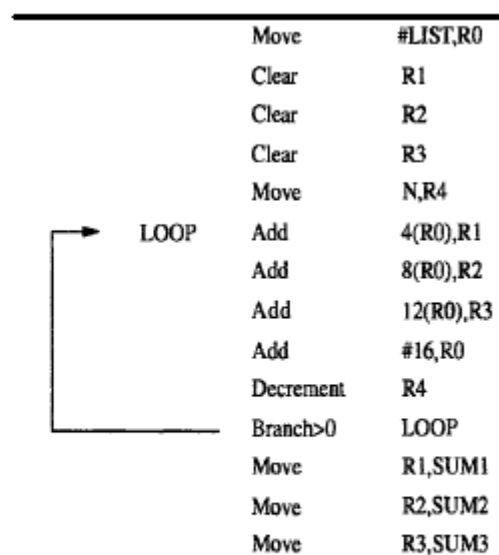 Move #LIST,R0
Clear R1
Clear R2
Clear R3
Move N,R4
LOOP Add 4(R0),R1
Add 8(R0),R2
Add 12(R0),R3
Add #16,R0
Decrement R4
Branch>0 LOOP
Move R1,SUM1
Move R2,SUM2
Move R3,SUM3